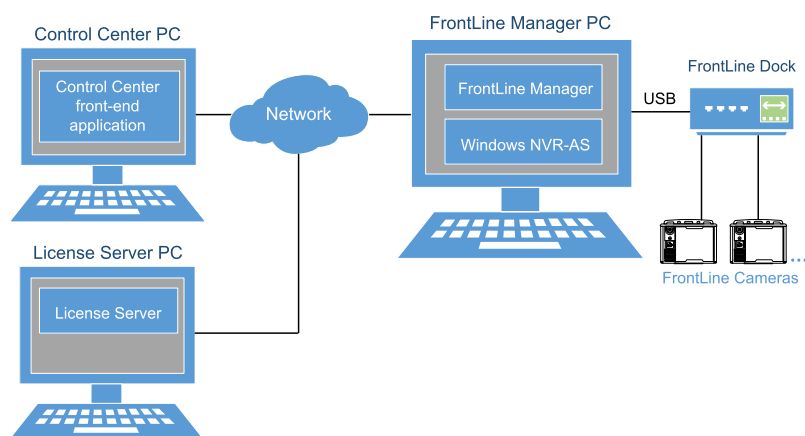 Control Center PC
Control Center
front-end
application
Network
FrontLine Manager PC
FrontLine Manager
Windows NVR-AS
USB
FrontLine Dock
FrontLine Cameras
License Server PC
License Server